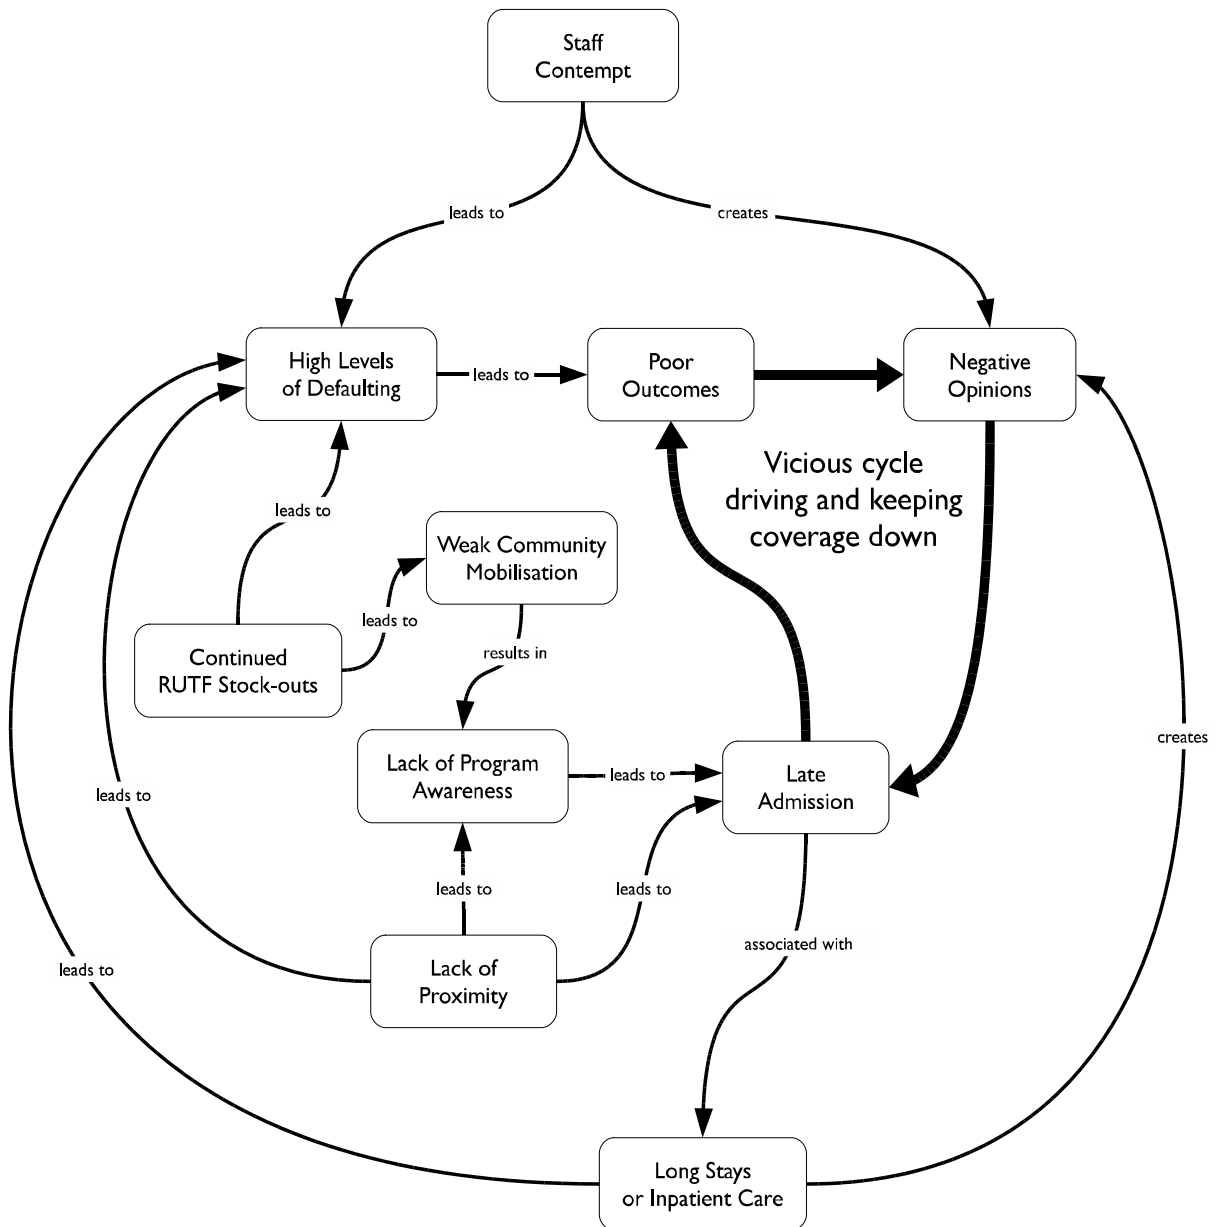 Staff
Contempt
leads to
creates
High Levels
of Defaulting
leads to
Poor
Outcomes
Negative
Opinions
Vicious cycle
driving and keeping
coverage down
leads to
Weak Community
Mobilisation
leads to
Continued
RUTF Stock-outs
results in
Lack of Program
Awareness
leads to
Late
Admission
creates
leads to
leads to
leads to
Lack of
Proximity
associated with
leads to
Long Stays
or Inpatient Care